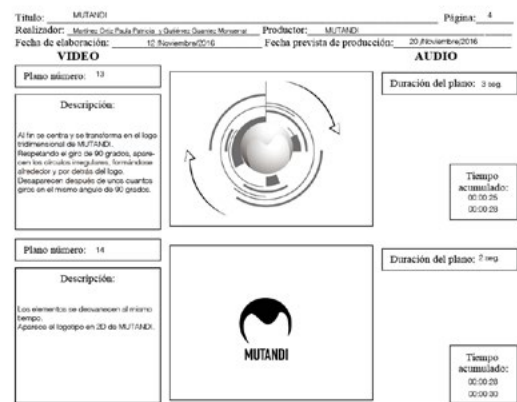 Título: MUTANDI Página: 4
Realizador: Martínez Ortiz Paula Patricia y Gutiérrez Monserrat Productor: MUTANDI
Fecha de elaboración: 12 /Noviembre/2016 Fecha prevista de producción: 20 /Noviembre/2016
VIDEO AUDIO
Plano número: 13
Duración del plano: 3 seg.
Descripción:
Al fin se centra y se transforma en el logo
tridimensional de MUTANDI.
Respetando el giro de 90 grados, apare-
cen los círculos irregulares, formándose
alrededor y por detrás del logo.
Desaparecen después de unos cuantos
giros en el mismo ángulo de 90 grados.
Tiempo
acumulado:
00:00:25
00:00:28
Plano número: 14
Duración del plano: 2 seg.
Descripción:
Los elementos se desvanecen al mismo
tiempo.
Aparece el logotipo en 2D de MUTANDI.
MUTANDI
Tiempo
acumulado:
00:00:28
00:00:30